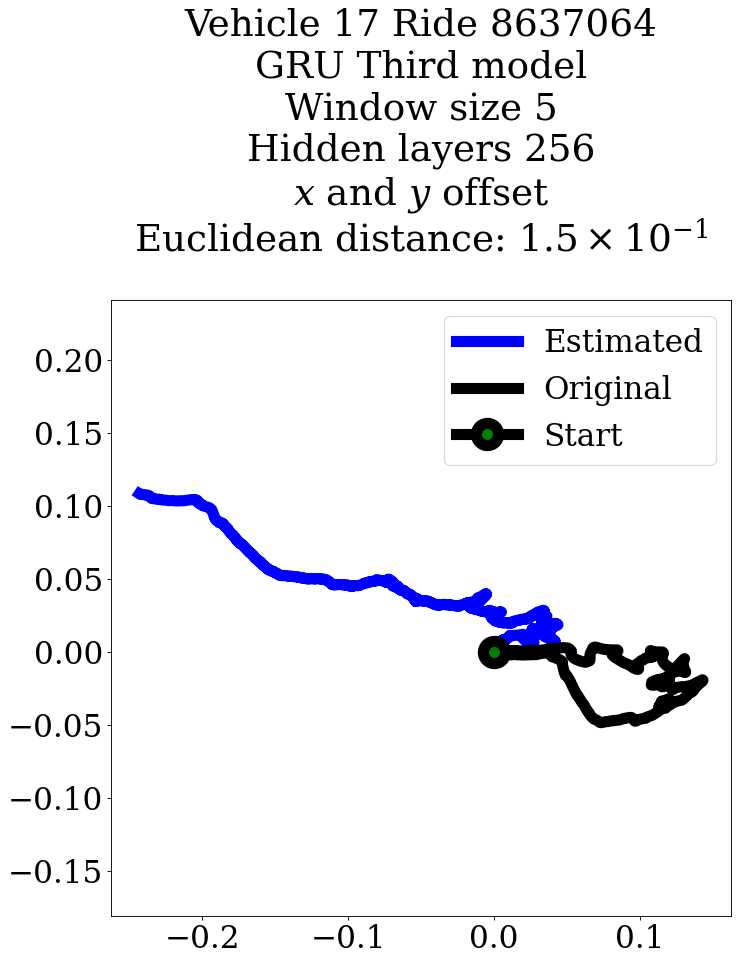 Vehicle 17 Ride 8637064
GRU Third model
Window size 5
Hidden layers 256
x and y offset
Euclidean distance: 1.5 × 10⁻¹
Estimated
Original
Start
0.20
0.15
0.10
0.05
0.00
−0.05
−0.10
−0.15
−0.2 −0.1 0.0 0.1